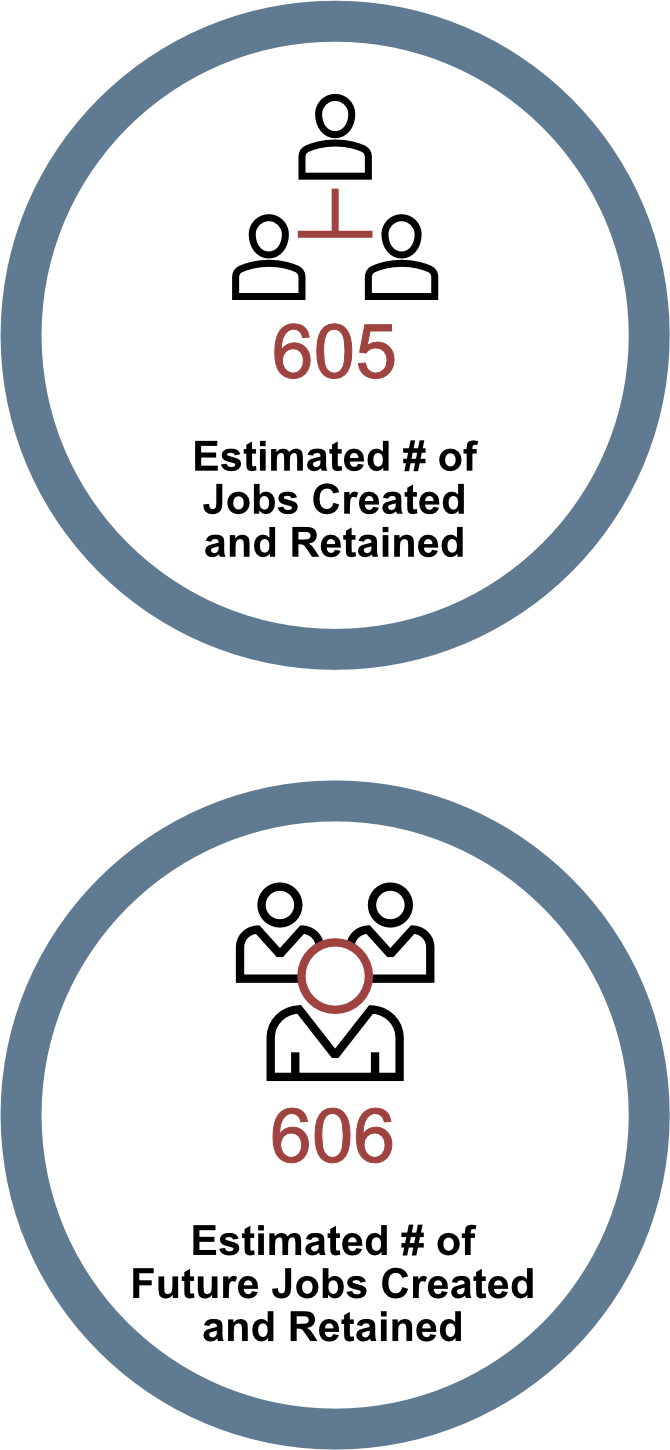 605
Estimated # of
Jobs Created
and Retained
606
Estimated # of
Future Jobs Created
and Retained